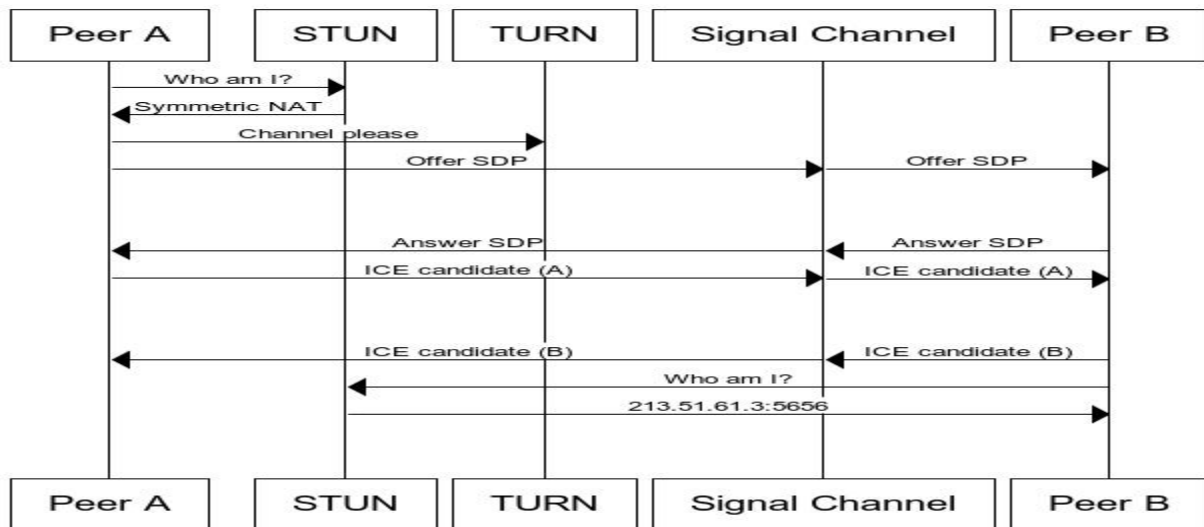 Peer A
STUN
TURN
Signal Channel
Peer B
Who am I?
Symmetric NAT
Channel please
Offer SDP
Offer SDP
Answer SDP
Answer SDP
ICE candidate (A)
ICE candidate (A)
ICE candidate (B)
ICE candidate (B)
Who am I?
213.51.61.3:5656
Peer A
STUN
TURN
Signal Channel
Peer B